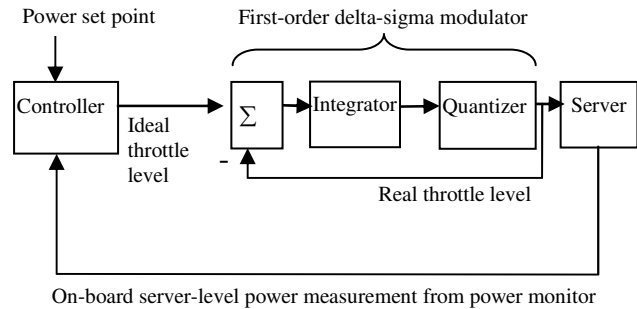 First-order delta-sigma modulator
Power set point
Controller
Ideal
throttle
level
Σ
-
Integrator
Quantizer
Server
Real throttle level
On-board server-level power measurement from power monitor